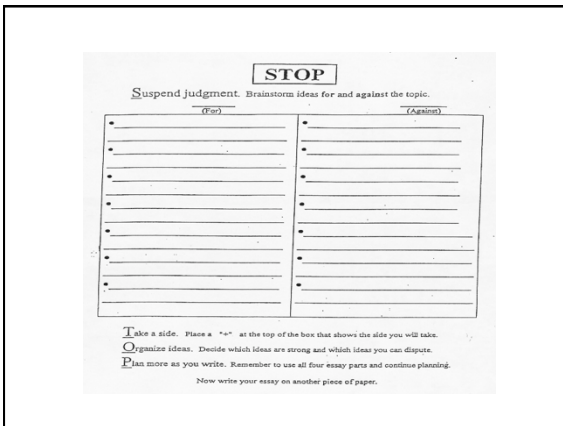 STOP
Suspend judgment. Brainstorm ideas for and against the topic.
(For) (Against)
Take a side. Place a "+" at the top of the box that shows the side you will take.
Organize ideas. Decide which ideas are strong and which ideas you can dispute.
Plan more as you write. Remember to use all four essay parts and continue planning.
Now write your essay on another piece of paper.